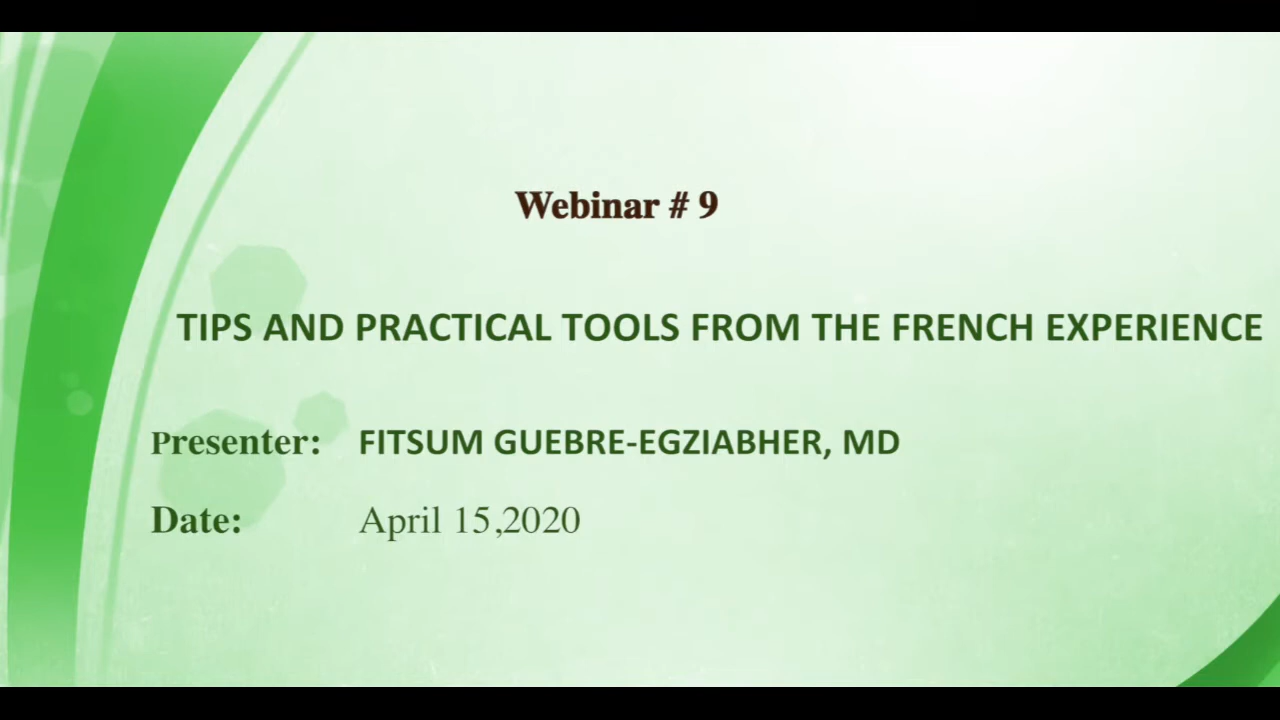 Webinar # 9
TIPS AND PRACTICAL TOOLS FROM THE FRENCH EXPERIENCE
Presenter: FITSUM GUEBRE-EGZIABHER, MD
Date: April 15,2020